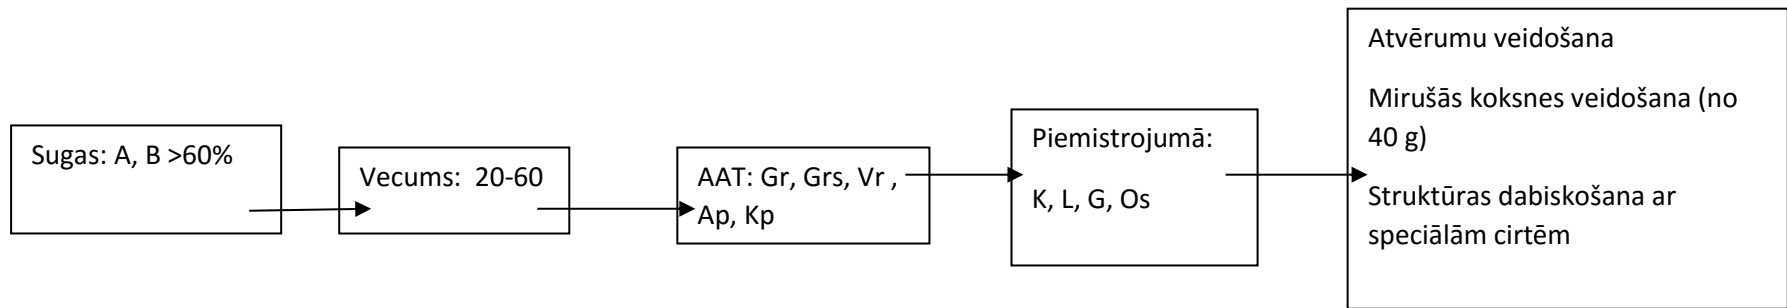 Sugas: A, B >60%
Vecums: 20-60
AAT: Gr, Grs, Vr ,
Ap, Kp
Piemistrojumā:
K, L, G, Os
Atvērumu veidošana
Mirušās koksnes veidošana (no
40 g)
Struktūras dabiskošana ar
speciālām cirtēm